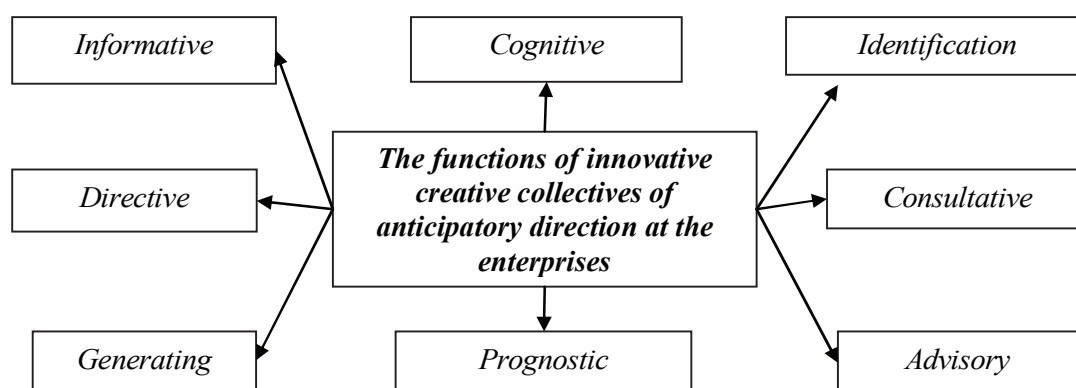 Informative
Cognitive
Identification
The functions of innovative
creative collectives of
anticipatory direction at the
enterprises
Directive
Consultative
Generating
Prognostic
Advisory